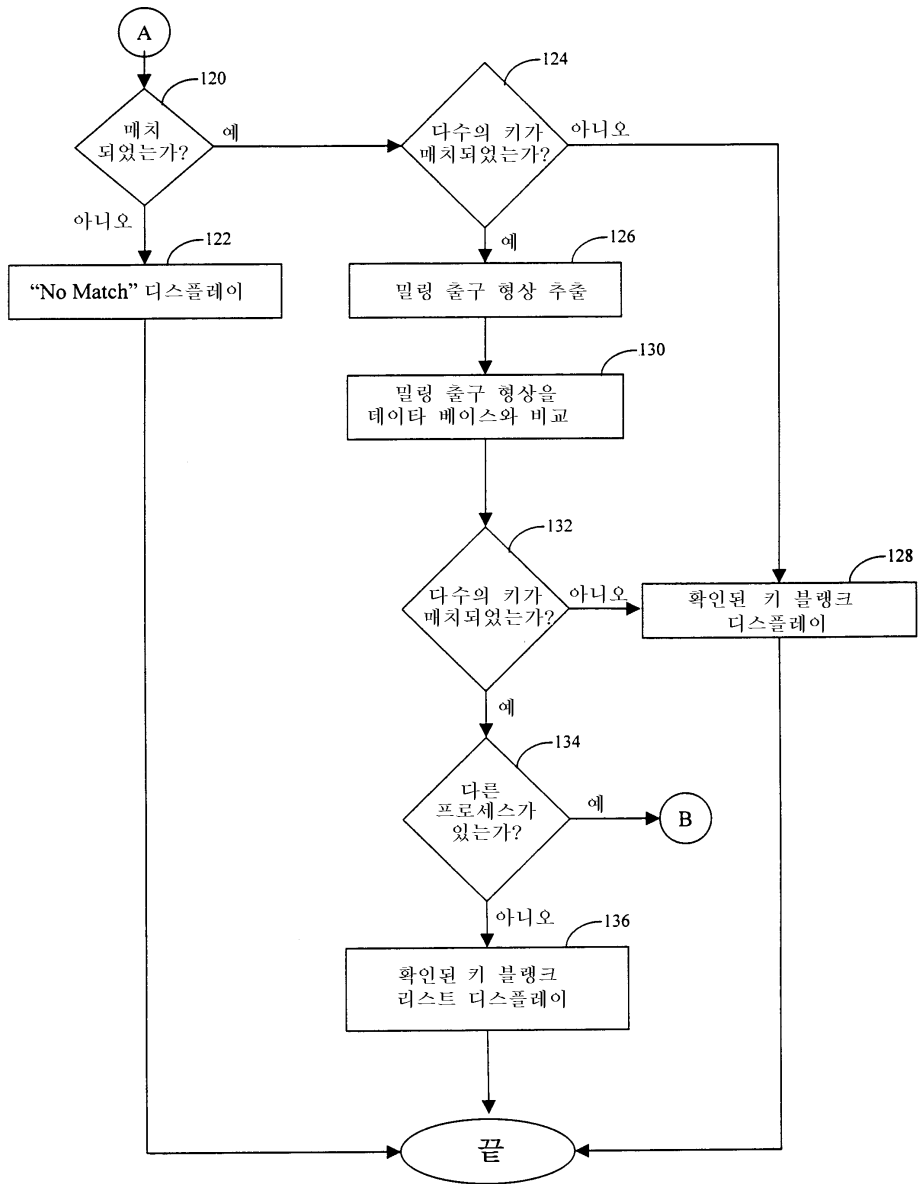 A
120
매치
되었는가?
예
아니오
124
다수의 키가
매치되었는가?
아니오
예
122
“No Match” 디스플레이
126
밀링 출구 형상 추출
130
밀링 출구 형상을
데이타 베이스와 비교
132
다수의 키가
매치되었는가?
아니오
예
128
확인된 키 블랭크
디스플레이
134
다른
프로세스가
있는가?
예
B
아니오
136
확인된 키 블랭크
리스트 디스플레이
끝